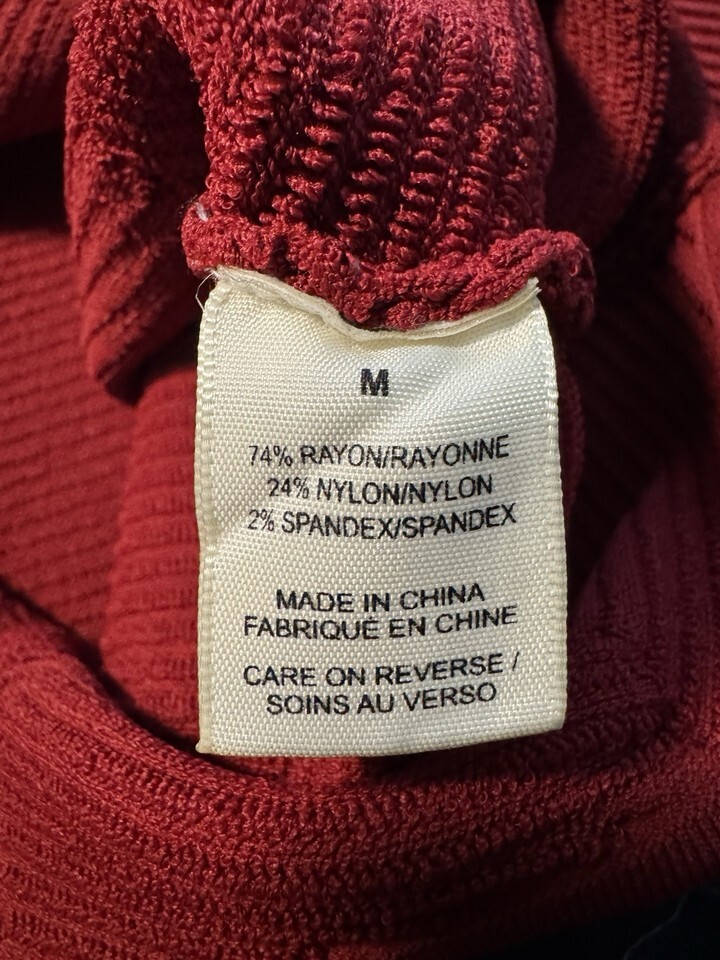 M
74% RAYON/RAYONNE
24% NYLON/NYLON
2% SPANDEX/SPANDEX
MADE IN CHINA
FABRIQUÉ EN CHINE
CARE ON REVERSE /
SOINS AU VERSO